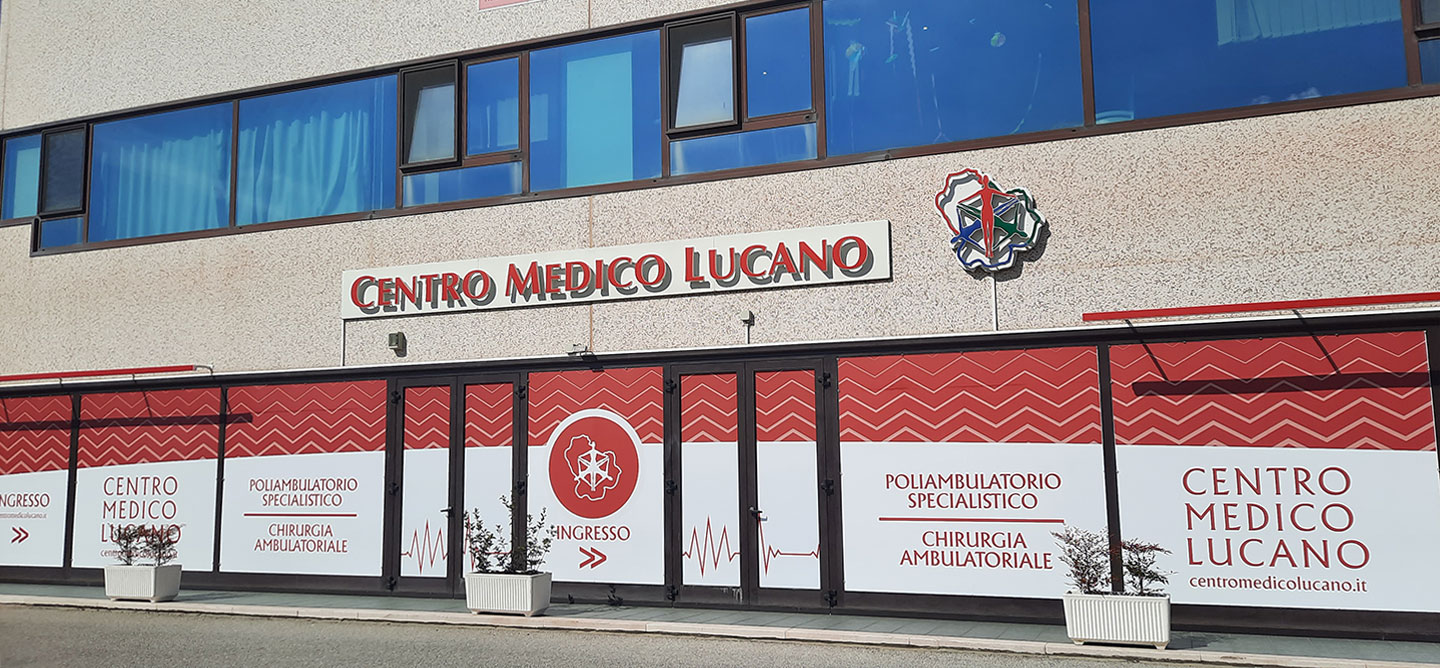 CENTRO MEDICO LUCANO
INGRESSO
CENTRO
MEDICO
LUCANO
POLIAMBULATORIO
SPECIALISTICO
CHIRURGIA
AMBULATORIALE
INGRESSO
POLIAMBULATORIO
SPECIALISTICO
CHIRURGIA
AMBULATORIALE
CENTRO
MEDICO
LUCANO
centromedicolucano.it